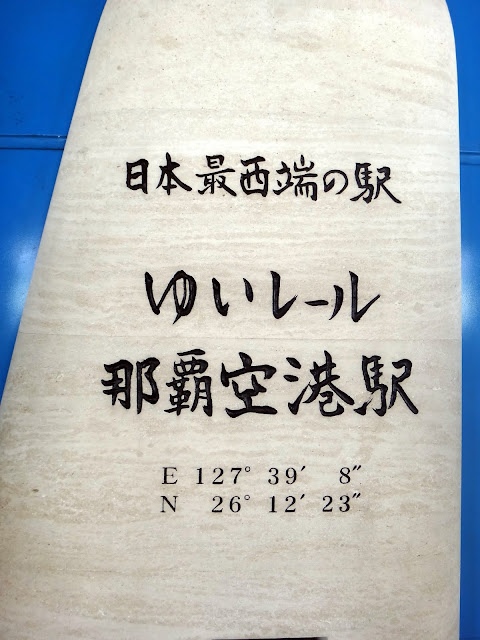 日本最西端の駅
ゆいレール
那覇空港駅
E 127° 39′ 8″
N 26° 12′ 23″